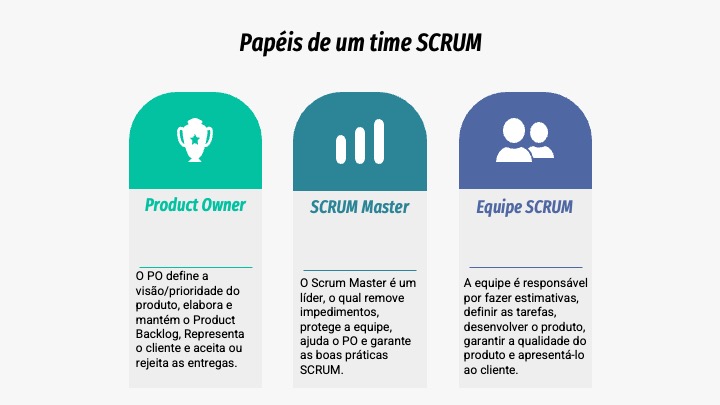 Papéis de um time SCRUM
Product Owner
O PO define a
visão/prioridade do
produto, elabora e
mantém o Product
Backlog, Representa
o cliente e aceita ou
rejeita as entregas.
SCRUM Master
O Scrum Master é um
líder, o qual remove
impedimentos,
protege a equipe,
ajuda o PO e garante
as boas práticas
SCRUM.
Equipe SCRUM
A equipe é responsável
por fazer estimativas,
definir as tarefas,
desenvolver o produto,
garantir a qualidade do
produto e apresentá-lo
ao cliente.